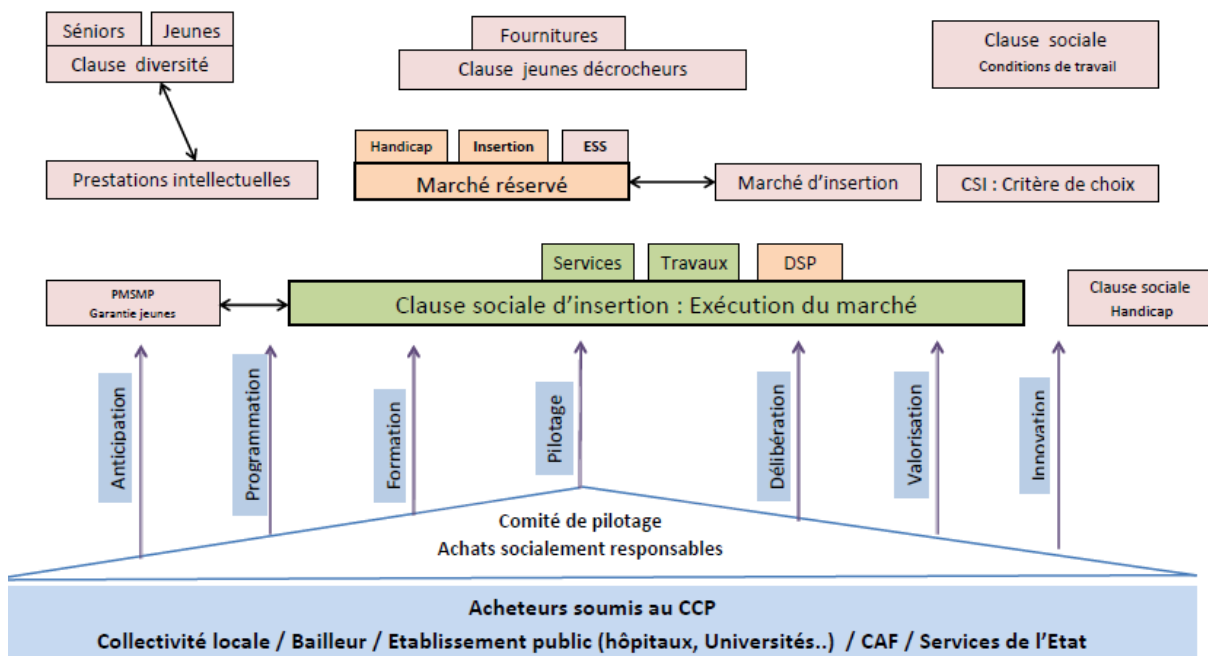 Séniors
Jeunes
Clause diversité
Fournitures
Clause jeunes décrocheurs
Clause sociale
Conditions de travail
Prestations intellectuelles
Handicap
Insertion
ESS
Marché réservé
Marché d'insertion
CSI : Critère de choix
Services
Travaux
DSP
PMSMP
Garantie jeunes
Clause sociale d'insertion : Exécution du marché
Clause sociale
Handicap
Anticipation
Programmation
Formation
Pilotage
Délibération
Valorisation
Innovation
Comité de pilotage
Achats socialement responsables
Acheteurs soumis au CCP
Collectivité locale / Bailleur / Etablissement public (hôpitaux, Universités..) / CAF / Services de l'Etat